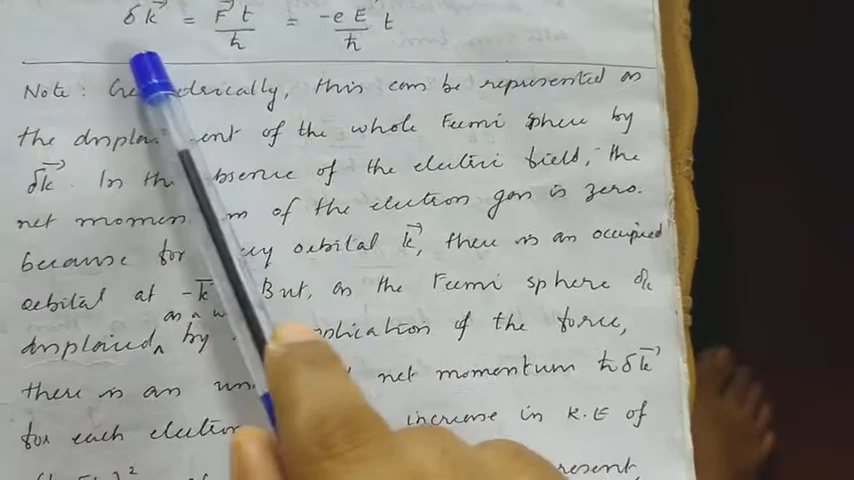 δk⃗ = F⃗ t / ħ = -e E⃗ / ħ t
Note : Geometrically, this can be represented as
the displacement of the whole Fermi sphere by
δk⃗. In the absence of the electric field, the
net momentum of the electron gas is zero.
because for every orbital k⃗, there is an occupied
orbital at -k⃗ But, as the Fermi sphere is
as a
displaced, by application of the force,
there is an net momentum ħ δk⃗
for each electron increase in K.E of
present,